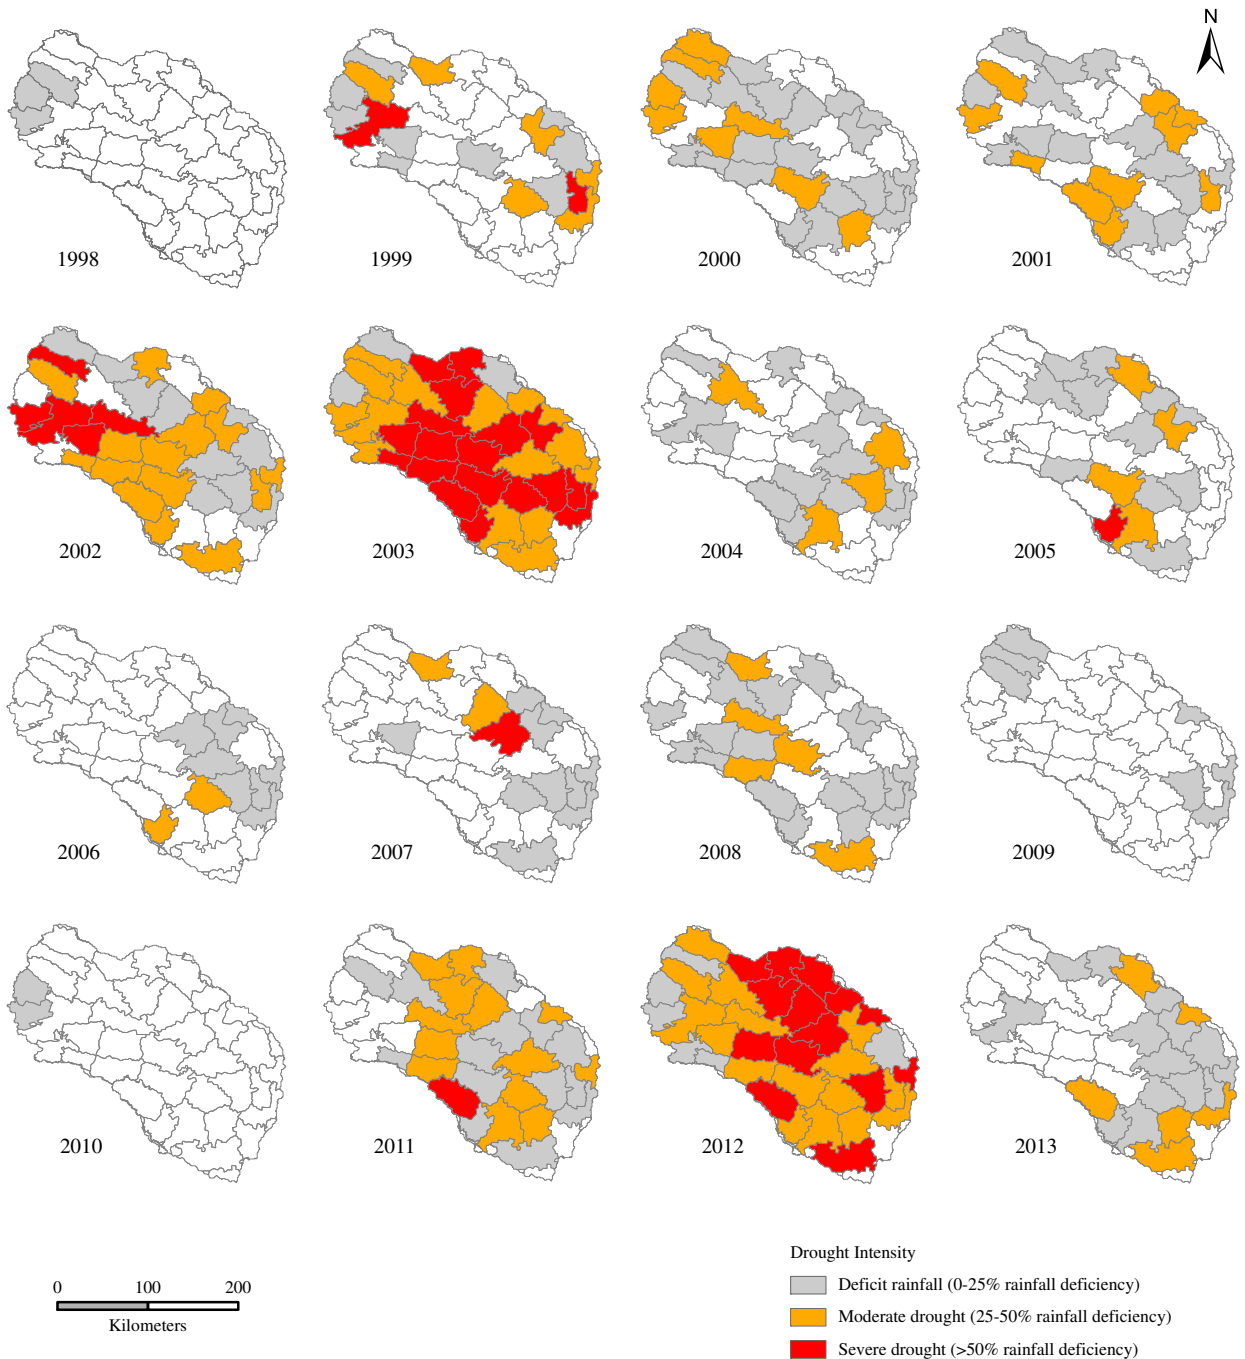 N
1998
1999
2000
2001
2002
2003
2004
2005
2006
2007
2008
2009
2010
2011
2012
2013
0 100 200
Kilometers
Drought Intensity
Deficit rainfall (0-25% rainfall deficiency)
Moderate drought (25-50% rainfall deficiency)
Severe drought (>50% rainfall deficiency)